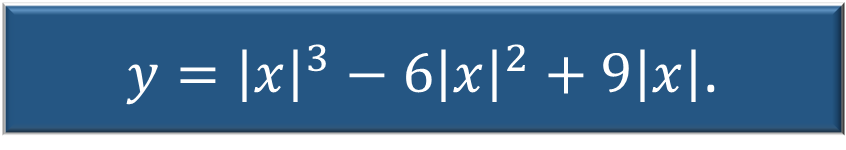 y = |x|³ − 6|x|² + 9|x|.